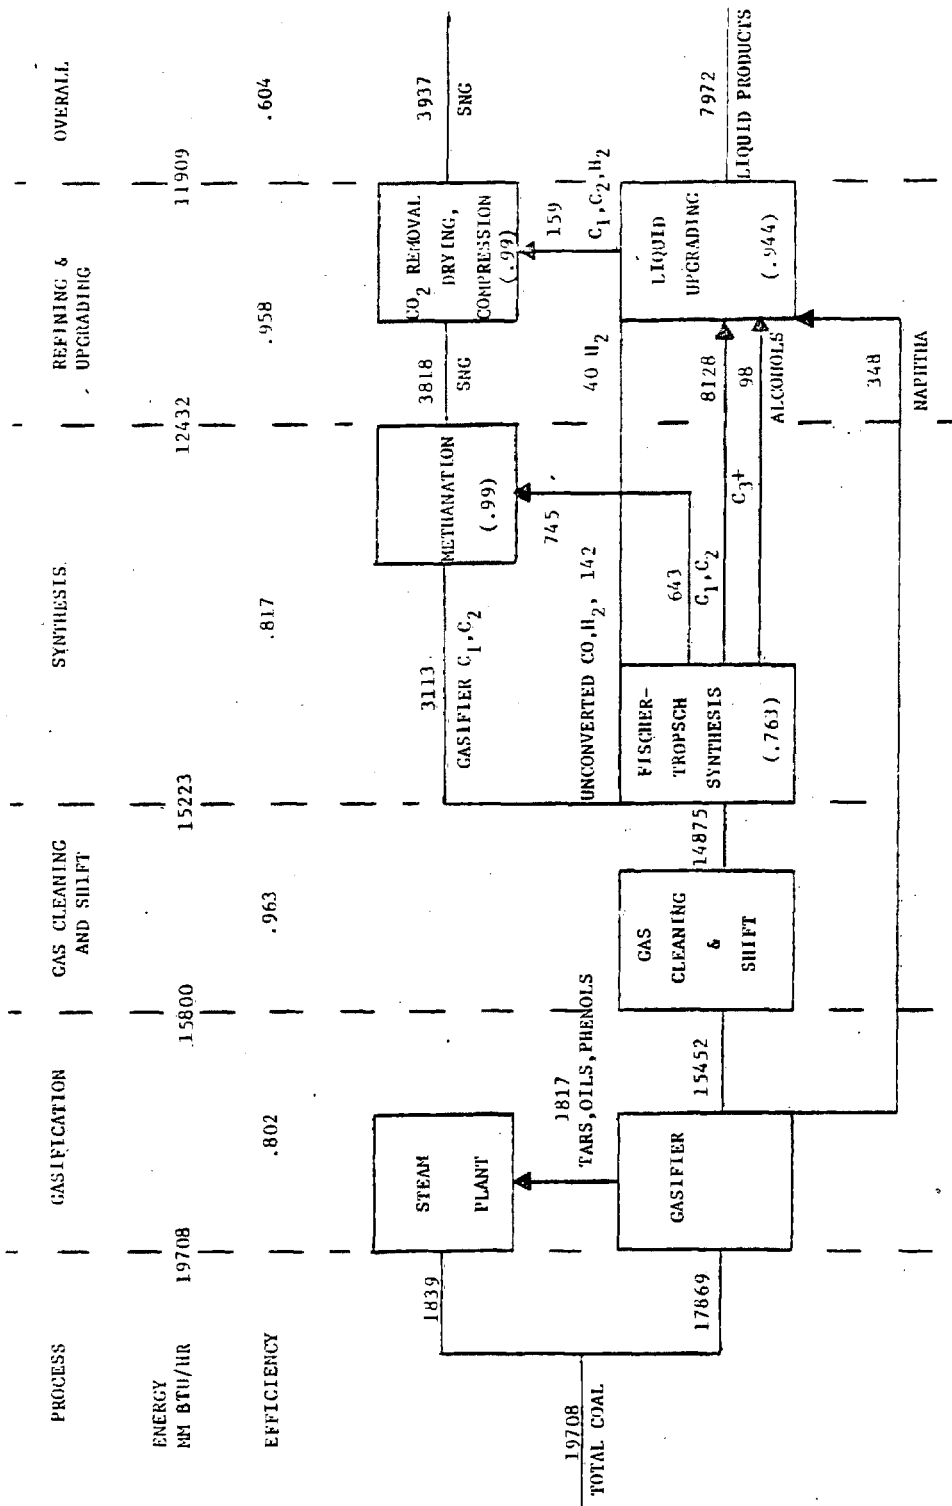 PROCESS
GASIFICATION
GAS CLEANING
AND SHIFT
SYNTHESIS
REFINING &
UPGRADING
OVERALL
ENERGY
MM BTU/HR
19708
15800
15223
12432
11909
EFFICIENCY
.802
.963
.817
.958
.604
1839
STEAM
PLANT
3113
GASIFIER C1,C2
METHANATION
(.99)
3818
SNG
CO2 REMOVAL
DRYING,
COMPRESSION
(.99)
3937
SNG
19708
TOTAL COAL
1817
TARS,OILS,PHENOLS
745
UNCONVERTED CO,H2, 142
40 H2
159
C1,C2,H2
17869
GASIFIER
15452
GAS
CLEANING
&
SHIFT
14875
FISCHER-
TROPSCH
SYNTHESIS
(.763)
643
C1,C2
C3+
8128
98
ALCOHOLS
LIQUID
UPGRADING
(.944)
7972
LIQUID PRODUCTS
348
NAPHTHA